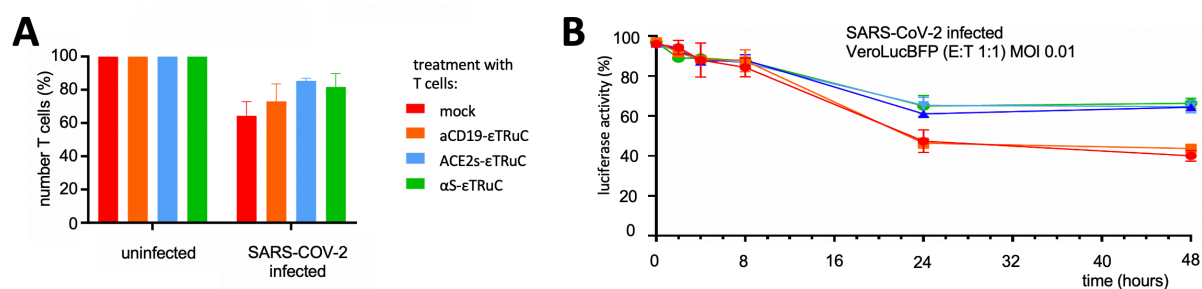 A
number T cells (%)
100
80
60
40
20
0
uninfected
SARS-COV-2
infected
treatment with
T cells:
mock
aCD19-εTRuC
ACE2s-εTRuC
αS-εTRuC
B
SARS-CoV-2 infected
VeroLucBFP (E:T 1:1) MOI 0.01
luciferase activity (%)
100
80
60
40
20
0
0 8 16 24 32 40 48
time (hours)